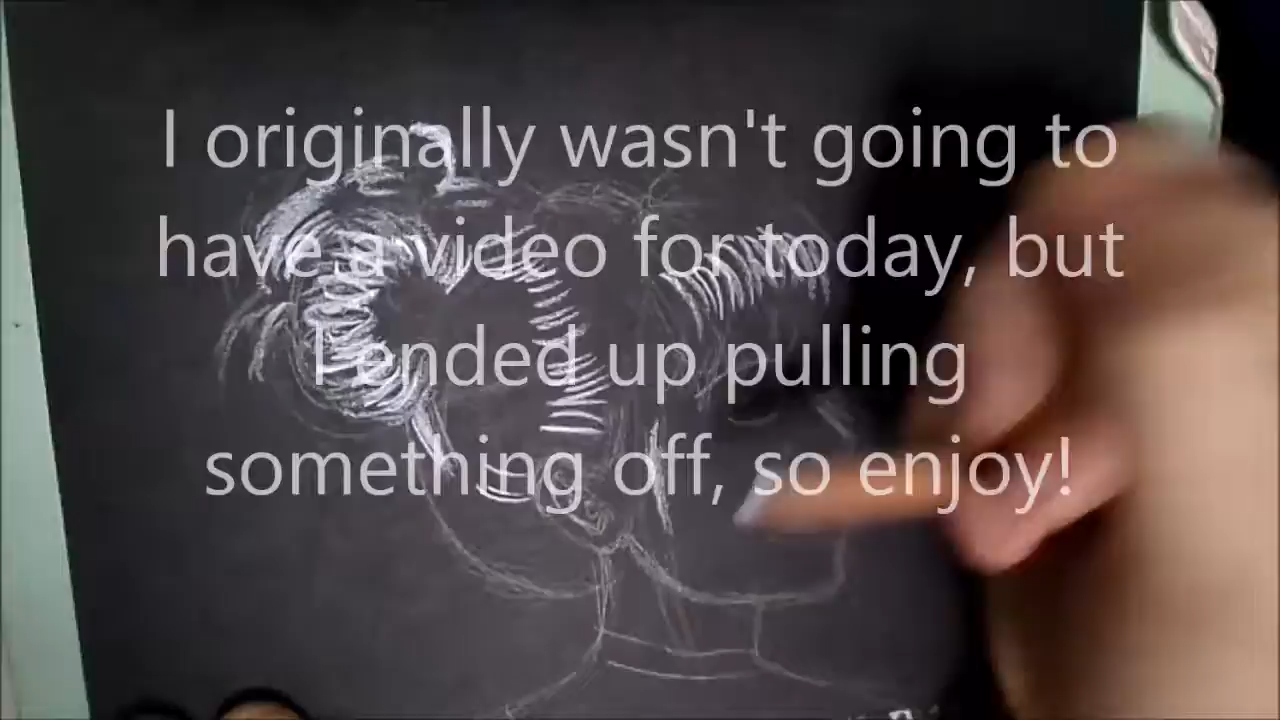 I originally wasn't going to
have a video for today, but
I ended up pulling
something off, so enjoy!